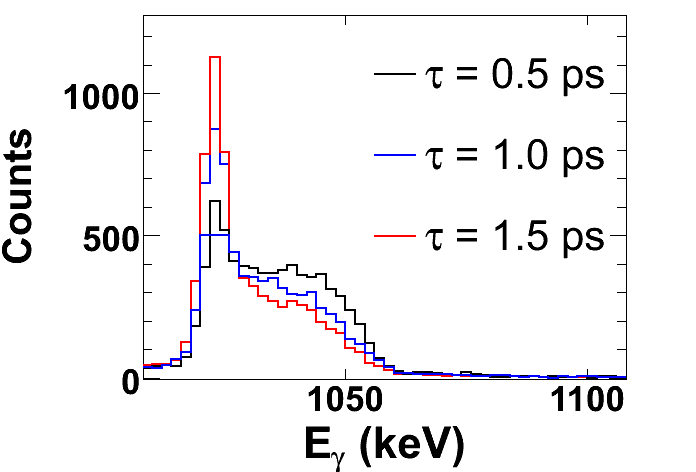 Counts
1000
500
0
τ = 0.5 ps
τ = 1.0 ps
τ = 1.5 ps
1050 1100
Eγ (keV)